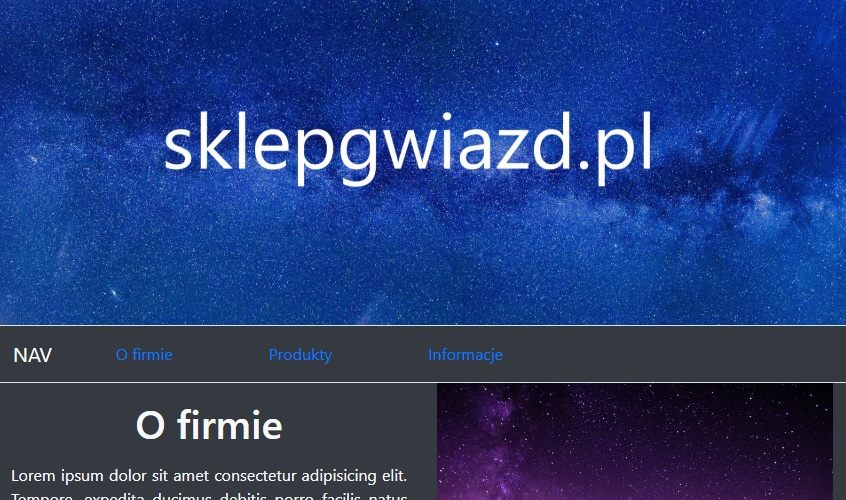 sklepgwiazd.pl
NAV O firmie Produkty Informacje
O firmie
Lorem ipsum dolor sit amet consectetur adipisicing elit.
Tempore, expedita ducimus debitis porro facilis natus